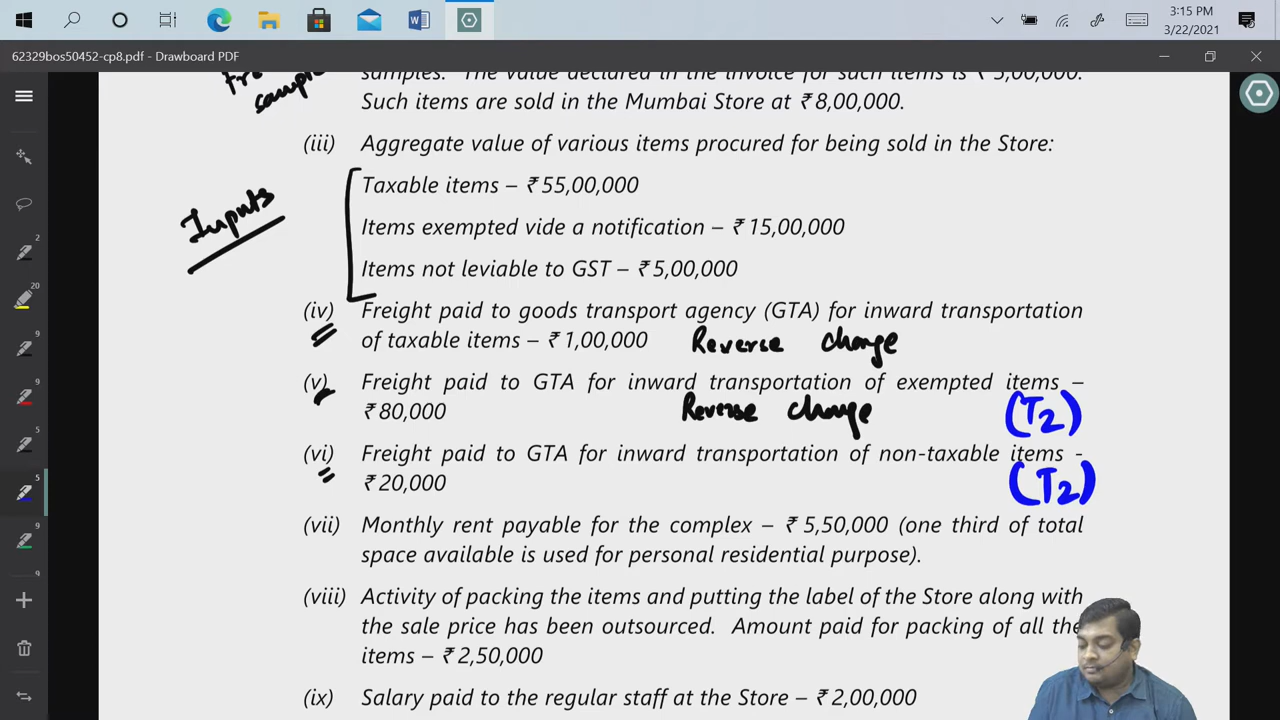 3:15 PM
3/22/2021
62329bos50452-cp8.pdf - Drawboard PDF
samples. The value declared in the invoice for such items is ₹ 5,00,000.
sample
Such items are sold in the Mumbai Store at ₹ 8,00,000.
(iii) Aggregate value of various items procured for being sold in the Store:
Taxable items – ₹ 55,00,000
Inputs
Items exempted vide a notification – ₹ 15,00,000
Items not leviable to GST – ₹ 5,00,000
(iv) Freight paid to goods transport agency (GTA) for inward transportation
of taxable items – ₹ 1,00,000 Reverse charge
(v) Freight paid to GTA for inward transportation of exempted items –
₹ 80,000 Reverse charge (T2)
(vi) Freight paid to GTA for inward transportation of non-taxable items -
₹ 20,000 (T2)
(vii) Monthly rent payable for the complex – ₹ 5,50,000 (one third of total
space available is used for personal residential purpose).
(viii) Activity of packing the items and putting the label of the Store along with
the sale price has been outsourced. Amount paid for packing of all the
items – ₹ 2,50,000
(ix) Salary paid to the regular staff at the Store – ₹ 2,00,000
2
20
9
9
5
5
9
9